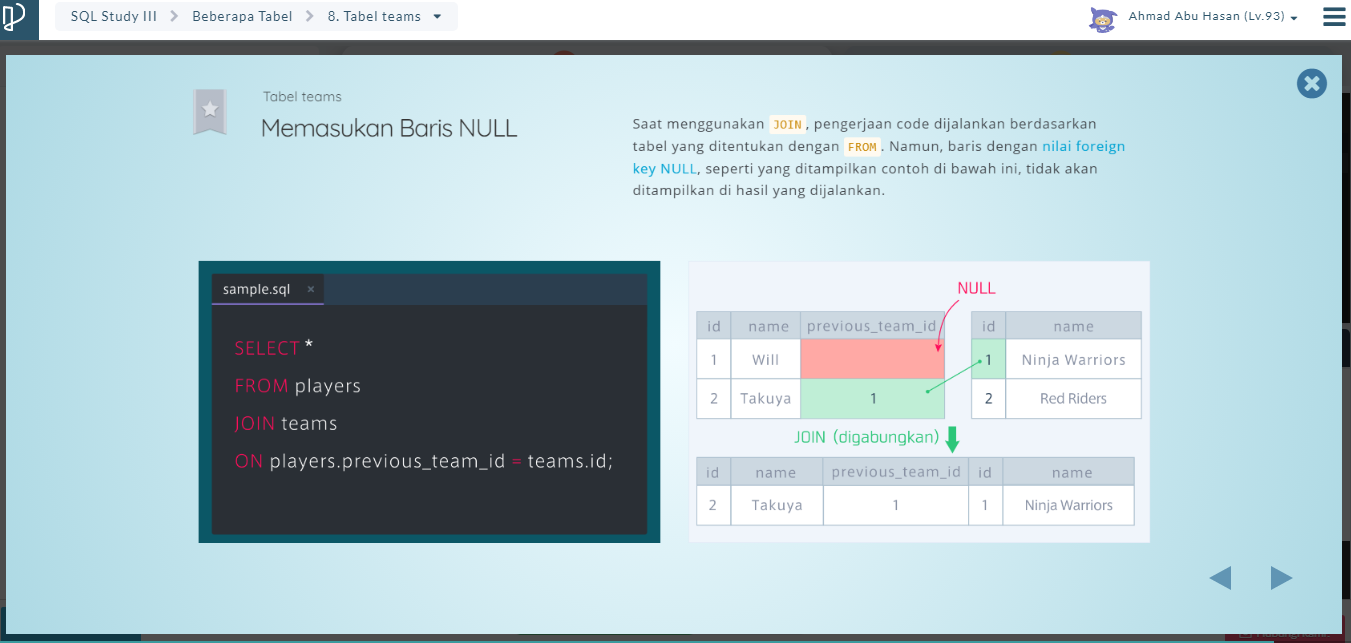 SQL Study III
Beberapa Tabel
8. Tabel teams
Ahmad Abu Hasan (Lv.93)
Tabel teams
Memasukan Baris NULL
Saat menggunakan JOIN, pengerjaan code dijalankan berdasarkan
tabel yang ditentukan dengan FROM. Namun, baris dengan nilai foreign
key NULL, seperti yang ditampilkan contoh di bawah ini, tidak akan
ditampilkan di hasil yang dijalankan.
sample.sql ×
SELECT *
FROM players
JOIN teams
ON players.previous_team_id = teams.id;
NULL
id name previous_team_id id name
1 Will 1 Ninja Warriors
2 Takuya 1 2 Red Riders
JOIN (digabungkan)
id name previous_team_id id name
2 Takuya 1 1 Ninja Warriors